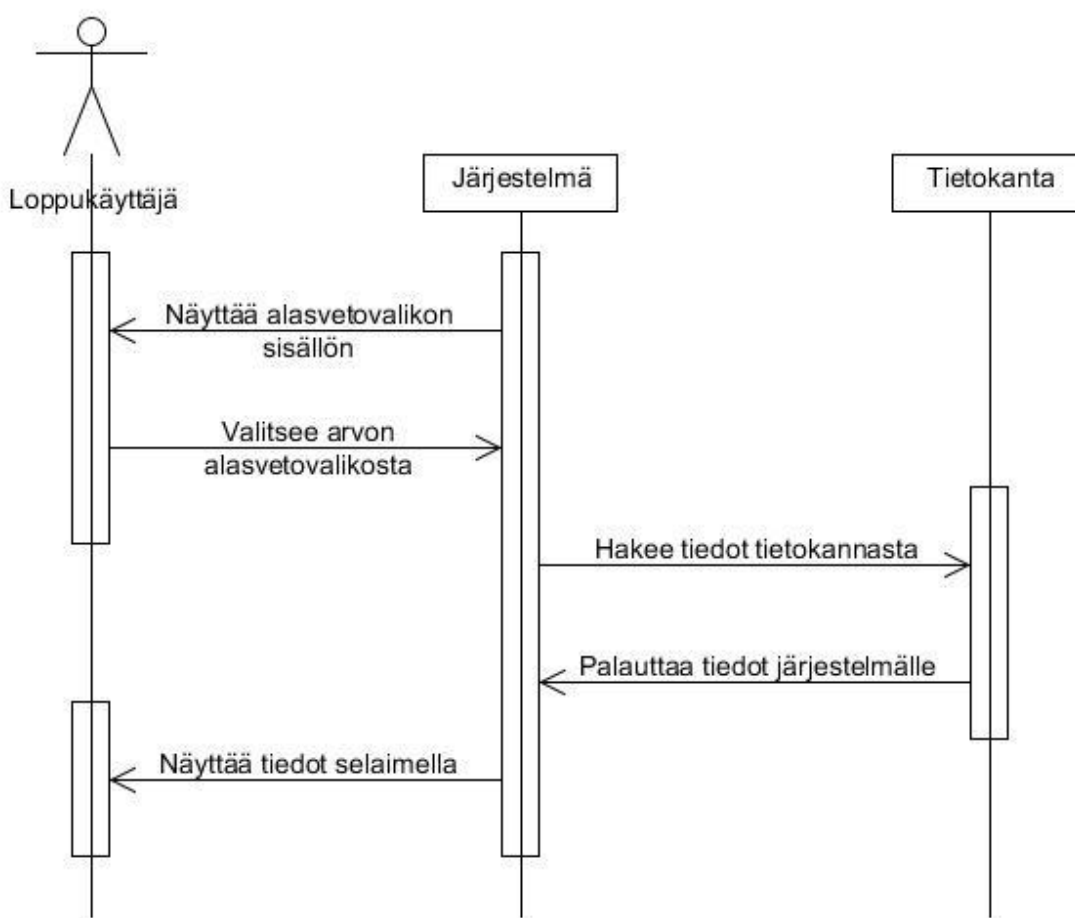 Loppukäyttäjä
Järjestelmä
Tietokanta
Näyttää alasvetovalikon
sisällön
Valitsee arvon
alasvetovalikosta
Hakee tiedot tietokannasta
Palauttaa tiedot järjestelmälle
Näyttää tiedot selaimella